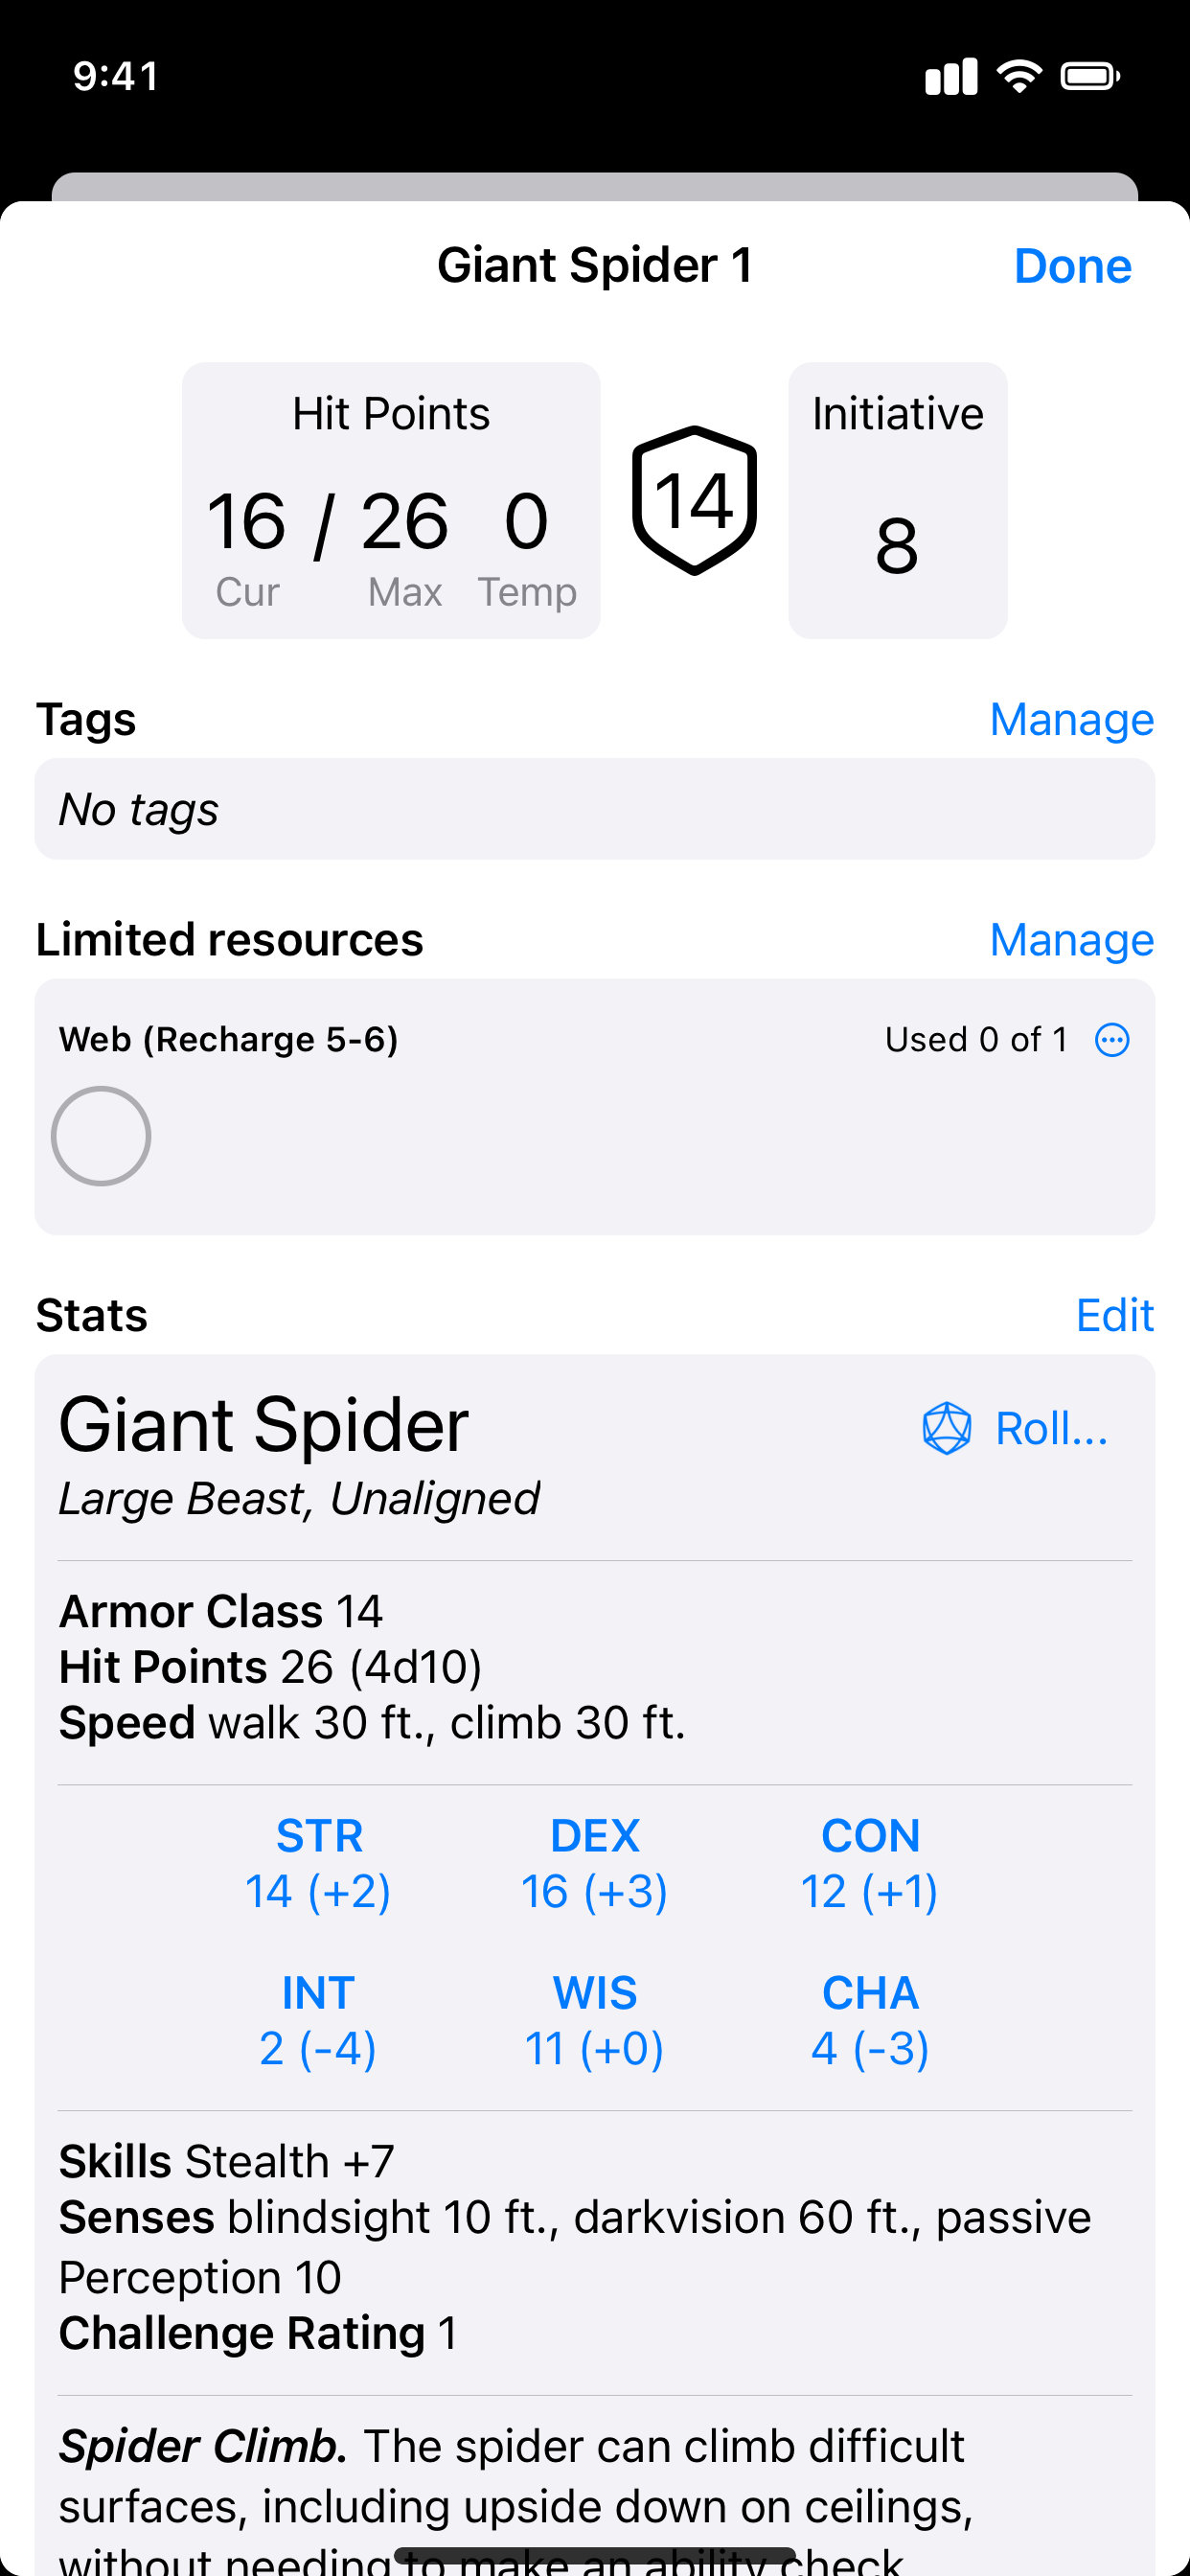 9:41
Giant Spider 1
Done
Hit Points
16 / 26 0
Cur Max Temp
14
Initiative
8
Tags
Manage
No tags
Limited resources
Manage
Web (Recharge 5-6)
Used 0 of 1
Stats
Edit
Giant Spider
Roll...
Large Beast, Unaligned
Armor Class 14
Hit Points 26 (4d10)
Speed walk 30 ft., climb 30 ft.
STR DEX CON
14 (+2) 16 (+3) 12 (+1)
INT WIS CHA
2 (-4) 11 (+0) 4 (-3)
Skills Stealth +7
Senses blindsight 10 ft., darkvision 60 ft., passive
Perception 10
Challenge Rating 1
Spider Climb. The spider can climb difficult
surfaces, including upside down on ceilings,
without needing to make an ability check